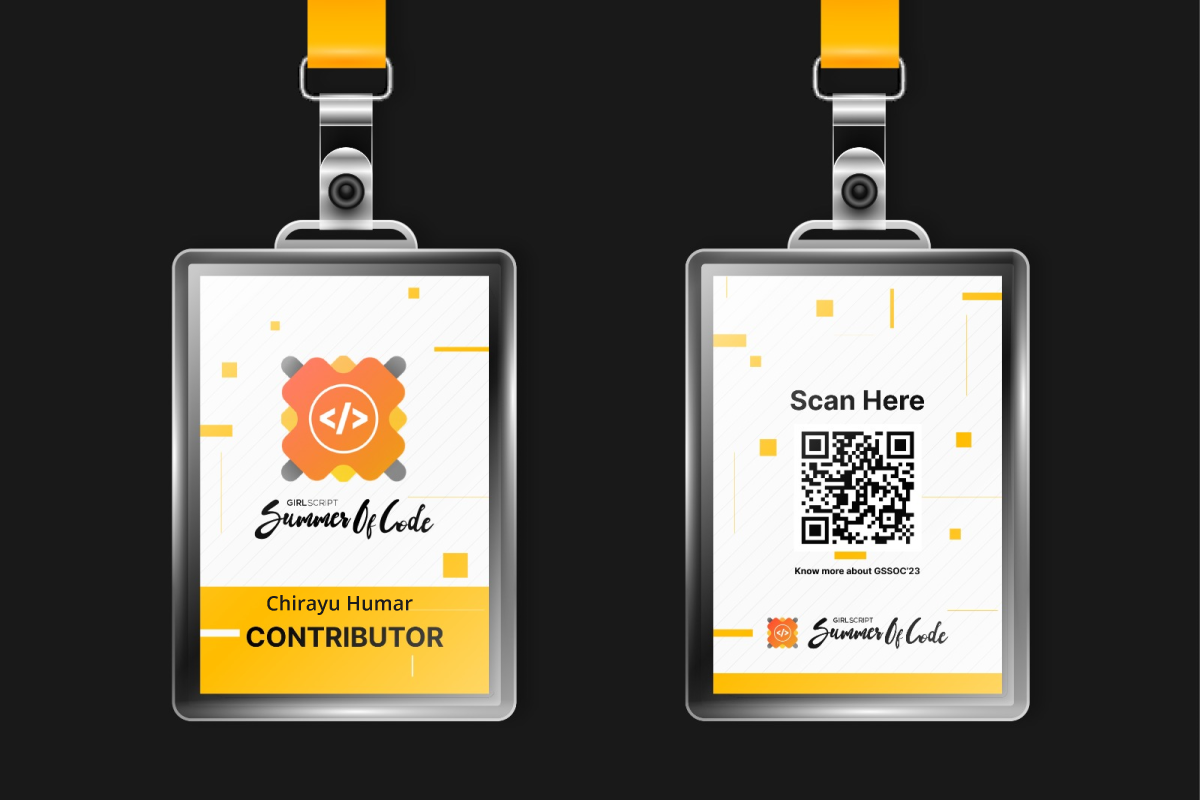 GIRLSCRIPT
Summer Of Code
Chirayu Humar
CONTRIBUTOR
Scan Here
Know more about GSSOC'23
GIRLSCRIPT
Summer Of Code